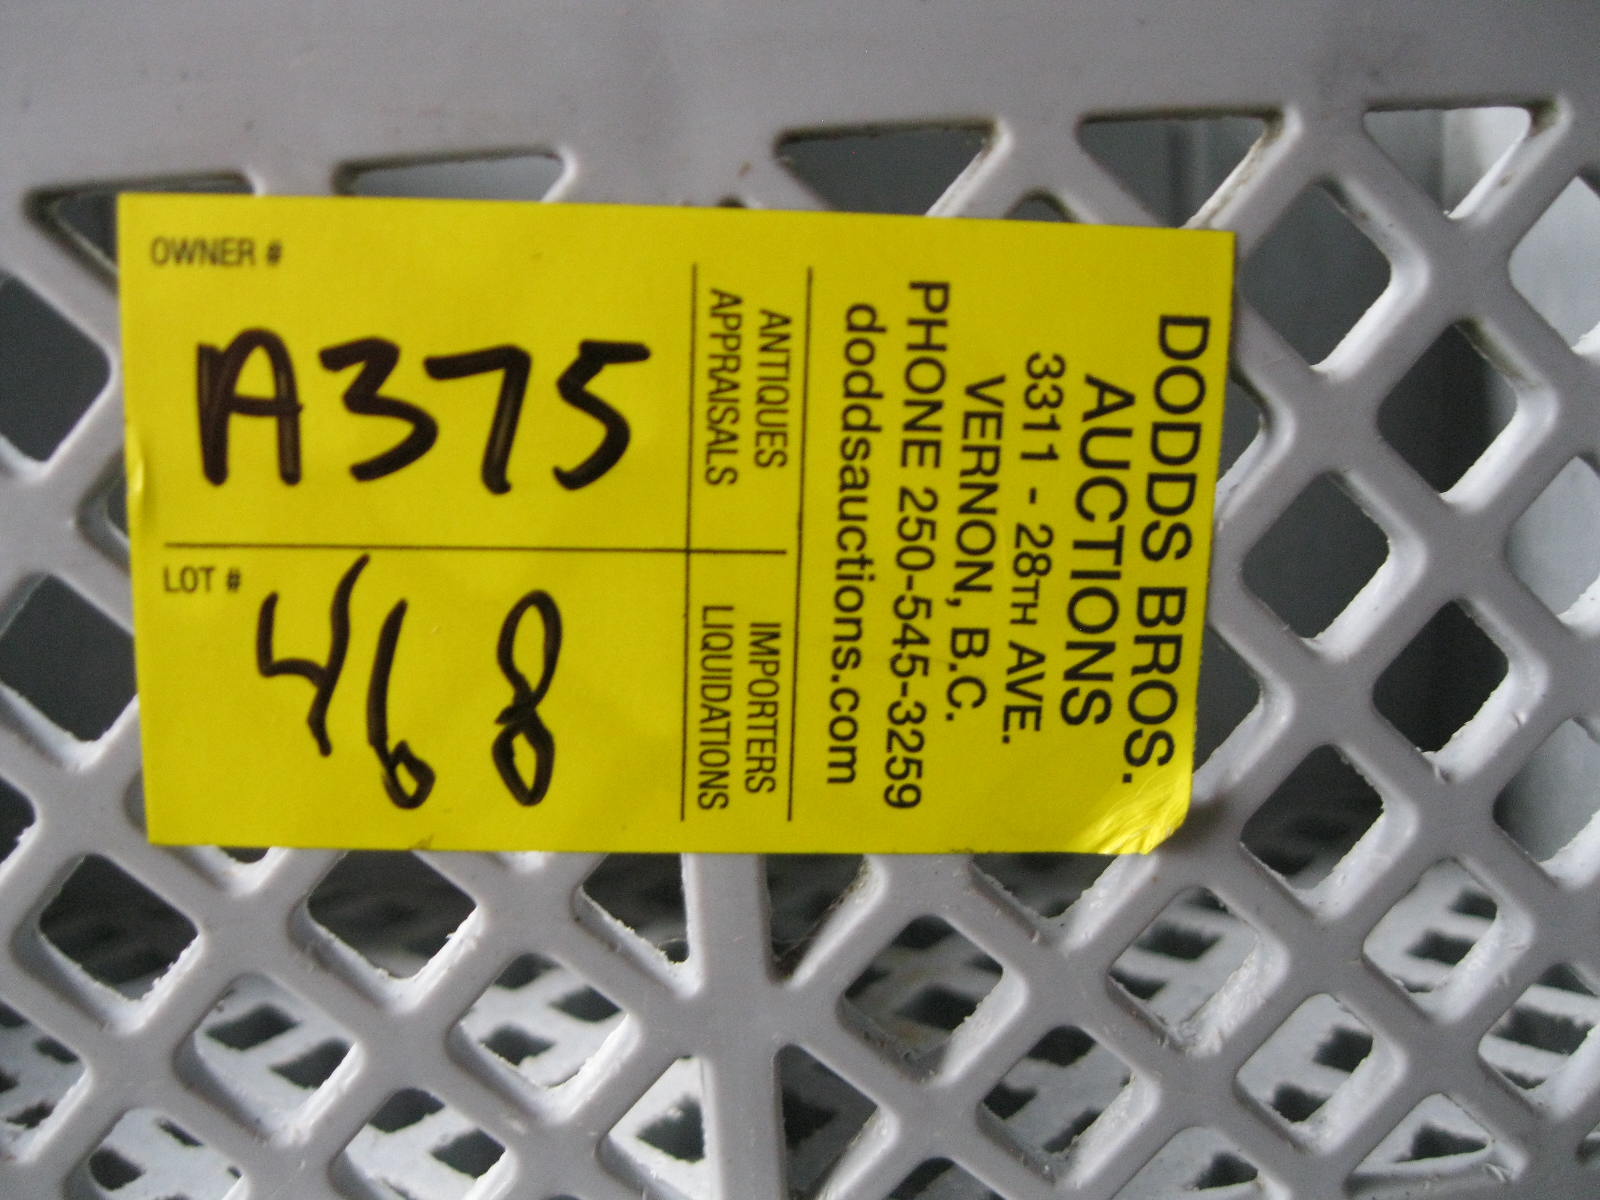 DODDS BROS.
AUCTIONS
3311 - 28TH AVE.
VERNON, B.C.
PHONE 250-545-3259
doddsauctions.com
ANTIQUES
APPRAISALS
IMPORTERS
LIQUIDATIONS
OWNER #
A375
LOT #
468